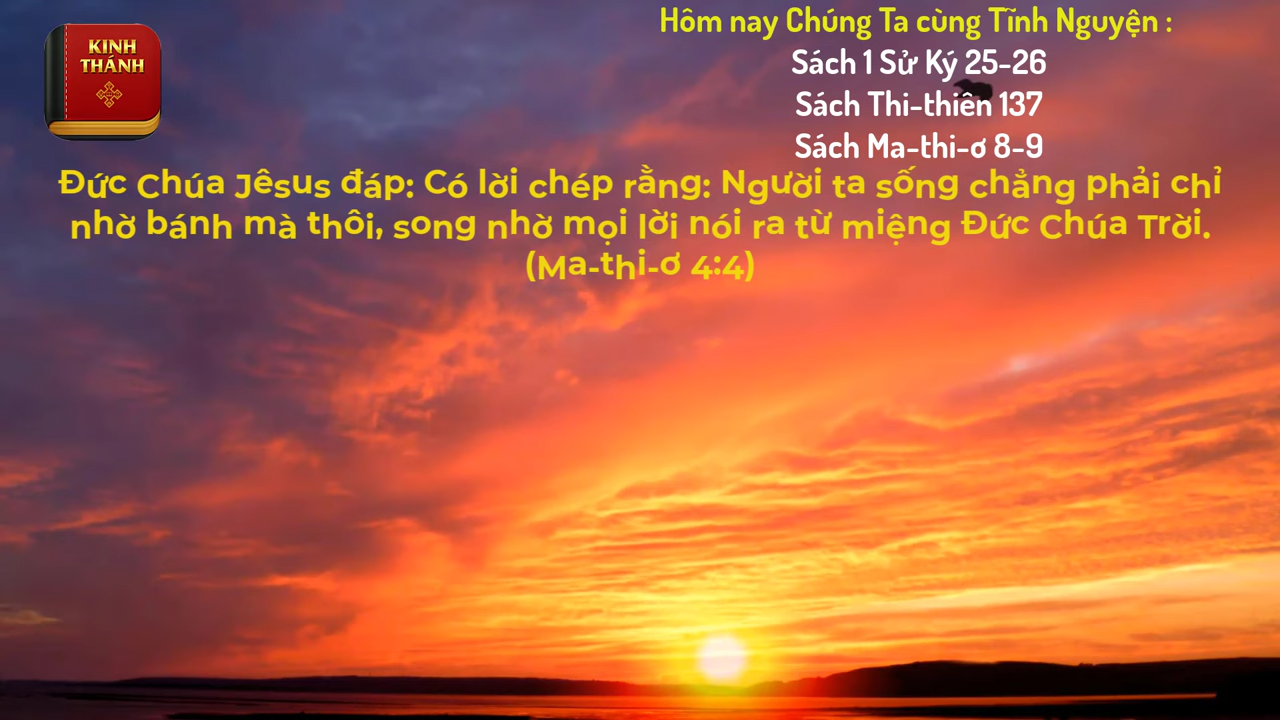 KINH
THÁNH
Hôm nay Chúng Ta cùng Tĩnh Nguyện :
Sách 1 Sử Ký 25-26
Sách Thi-thiên 137
Sách Ma-thi-ơ 8-9
Đức Chúa Jêsus đáp: Có lời chép rằng: Người ta sống chẳng phải chỉ
nhờ bánh mà thôi, song nhờ mọi lời nói ra từ miệng Đức Chúa Trời.
(Ma-thi-ơ 4:4)